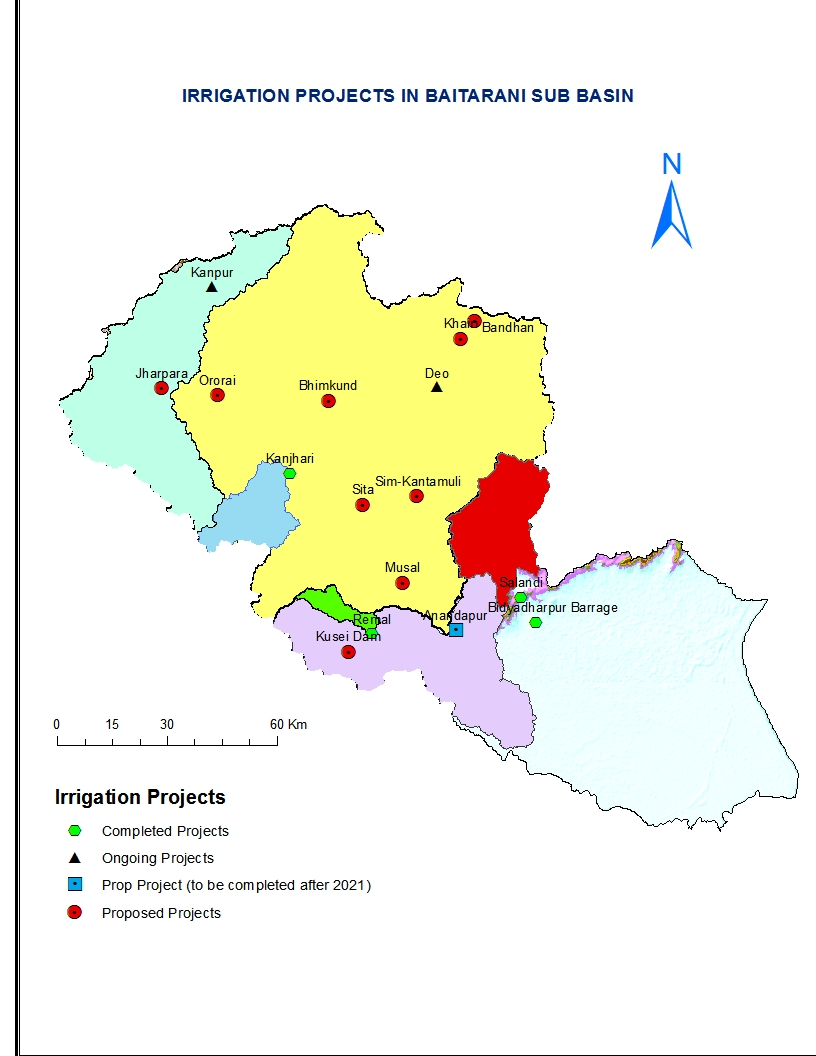 IRRIGATION PROJECTS IN BAITARANI SUB BASIN
N
Kanpur
Bandhan
Deo
Jharpara
Ororai
Bhimkund
Kanjhari
Sim-Kantamuli
Sita
Musal
Salandi
Bidyadharpur Barrage
Anandapur
Remal
Kusei Dam
0 15 30 60 Km
Irrigation Projects
Completed Projects
Ongoing Projects
Prop Project (to be completed after 2021)
Proposed Projects